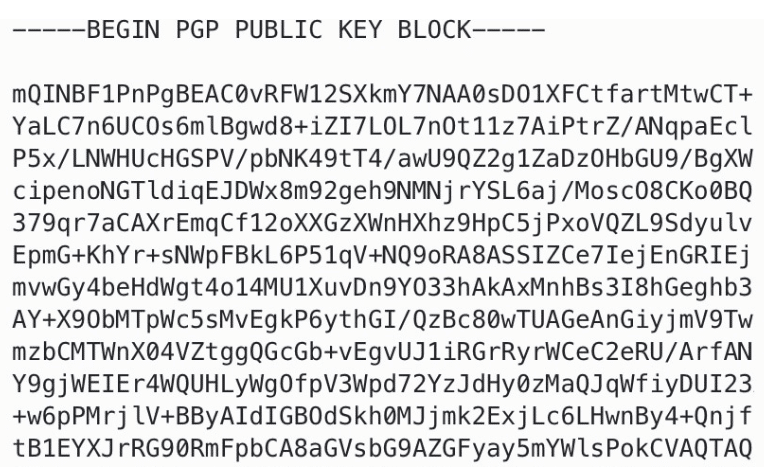 -----BEGIN PGP PUBLIC KEY BLOCK-----
mQINBF1PnPgBEAC0vRFW12SXkmY7NAA0sDO1XFCtfartMtwCT+
YaLC7n6UCOs6mlBgwd8+iZI7LOL7nOt11z7AiPtrZ/ANqpaEcl
P5x/LNWHUcHGSPV/pbNK49tT4/awU9QZ2g1ZaDzOHbGU9/BgXW
cipenoNGTldiqEJDWx8m92geh9NMNjrYSL6aj/MoscO8CKo0BQ
379qr7aCAXrEmqCf12oXXGzXWnHXhz9HpC5jPxoVQZL9Sdyulv
EpmG+KhYr+sNWpFBkL6P51qV+NQ9oRA8ASSIZCe7IejEnGRIEj
mvwGy4beHdWgt4o14MU1XuvDn9YO33hAkAxMnhBs3I8hGeghb3
AY+X9ObMTpWc5sMvEgkP6ythGI/QzBc80wTUAGeAnGiyjmV9Tw
mzbCMTWnX04VZtggQGcGb+vEgvUJ1iRGrRyrWCeC2eRU/ArfAN
Y9gjWEIEr4WQUHLyWgOfpV3Wpd72YzJdHy0zMaQJqWfiyDUI23
+w6pPMrjlV+BByAIdIGBOdSkh0MJjmk2ExjLc6LHwnBy4+Qnjf
tB1EYXJrRG90RmFpbCA8aGVsbG9AZGFyay5mYWlsPokCVAQTAQ